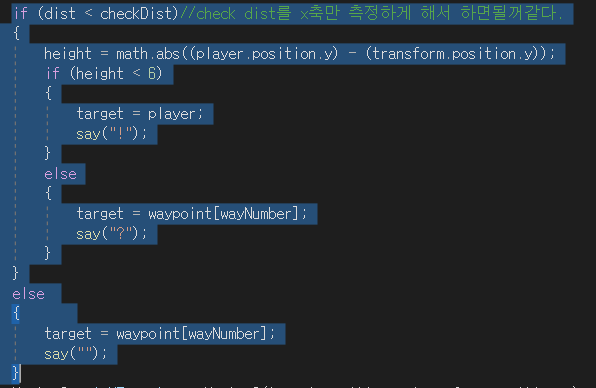 if (dist < checkDist)//check dist를 x축만 측정하게 해서 하면될꺼같다.
{
height = math.abs((player.position.y) - (transform.position.y));
if (height < 6)
{
target = player;
say("!");
}
else
{
target = waypoint[wayNumber];
say("?");
}
}
else
{
target = waypoint[wayNumber];
say("");
}